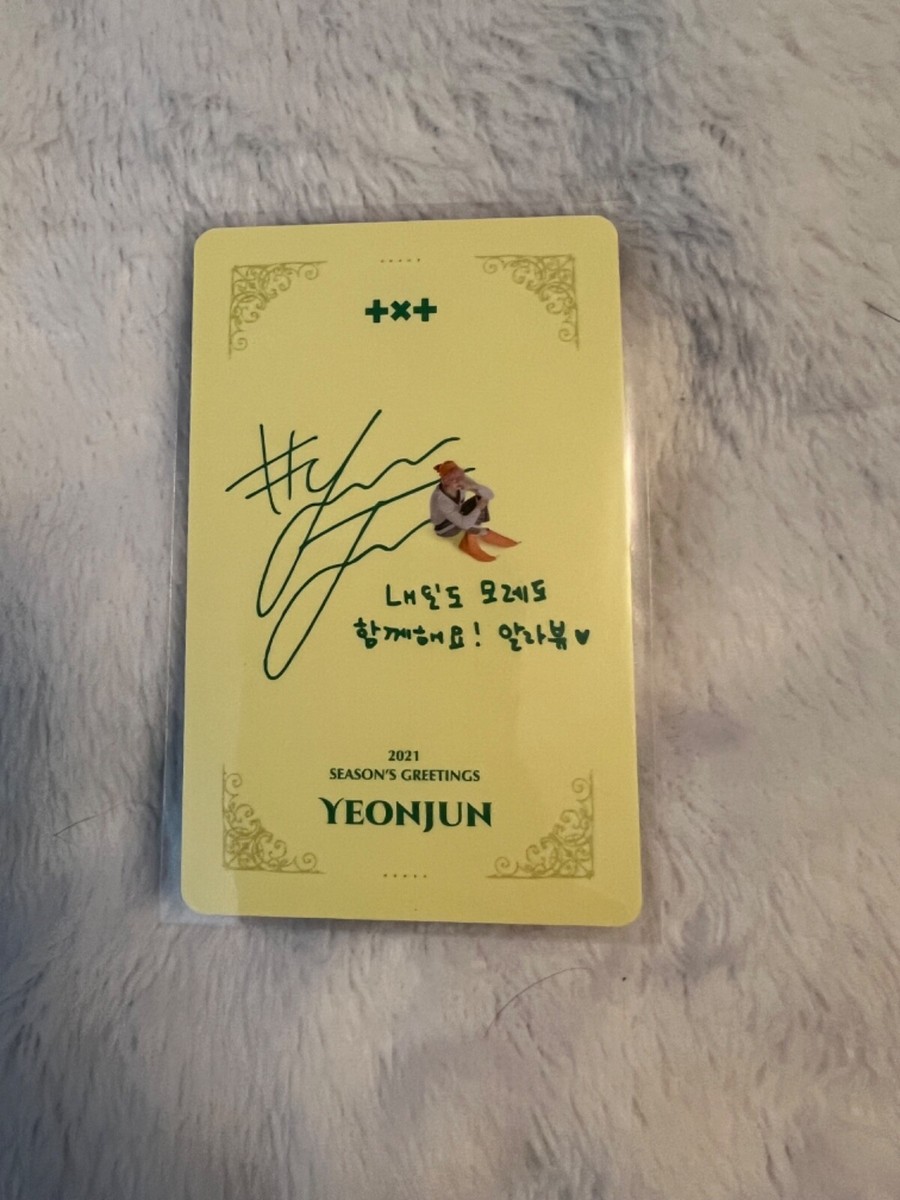 +×+
내일도 모레도
함께해요! 알라뷰♥
2021
SEASON'S GREETINGS
YEONJUN